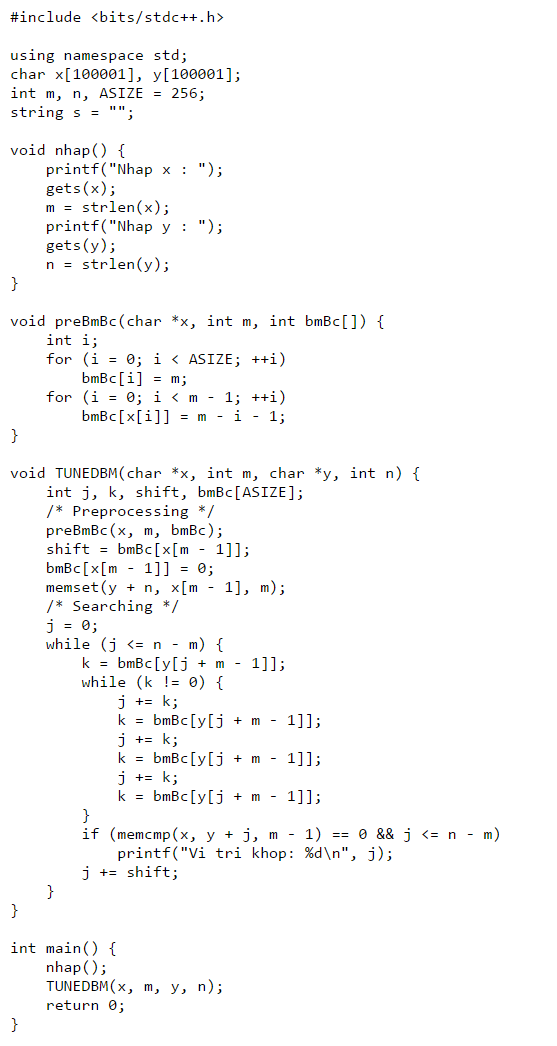 #include <bits/stdc++.h>

using namespace std;
char x[100001], y[100001];
int m, n, ASIZE = 256;
string s = "";

void nhap() {
    printf("Nhap x : ");
    gets(x);
    m = strlen(x);
    printf("Nhap y : ");
    gets(y);
    n = strlen(y);
}

void preBmBc(char *x, int m, int bmBc[]) {
    int i;
    for (i = 0; i < ASIZE; ++i)
        bmBc[i] = m;
    for (i = 0; i < m - 1; ++i)
        bmBc[x[i]] = m - i - 1;
}

void TUNEDBM(char *x, int m, char *y, int n) {
    int j, k, shift, bmBc[ASIZE];
    /* Preprocessing */
    preBmBc(x, m, bmBc);
    shift = bmBc[x[m - 1]];
    bmBc[x[m - 1]] = 0;
    memset(y + n, x[m - 1], m);
    /* Searching */
    j = 0;
    while (j <= n - m) {
        k = bmBc[y[j + m - 1]];
        while (k != 0) {
            j += k;
            k = bmBc[y[j + m - 1]];
            j += k;
            k = bmBc[y[j + m - 1]];
            j += k;
            k = bmBc[y[j + m - 1]];
        }
        if (memcmp(x, y + j, m - 1) == 0 && j <= n - m)
            printf("Vi tri khop: %d\n", j);
        j += shift;
    }
}

int main() {
    nhap();
    TUNEDBM(x, m, y, n);
    return 0;
}